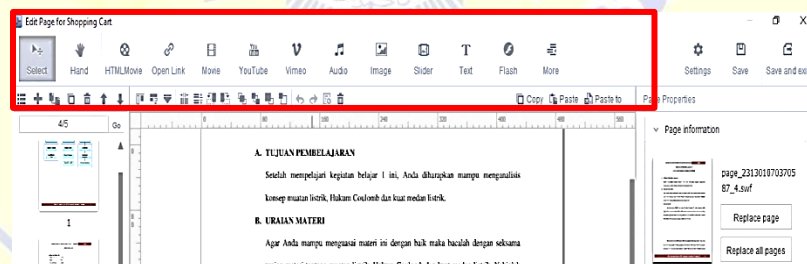 Edit Page for Shopping Cart
Select Hand HTMLMovie Open Link Movie YouTube Vimeo Audio Image Slider Text Flash More Settings Save Save and exi
Copy Paste Paste to Page Properties
4/5 Go
Page information
A. TUJUAN PEMBELAJARAN
Setelah mempelajari kegiatan belajar 1 ini, Anda diharapkan mampu menganalisis
konsep muatan listrik, Hukum Coulomb dan kuat medan listrik.
B. URAIAN MATERI
Agar Anda mampu menguasai materi ini dengan baik maka bacalah dengan seksama
1
page_2313010703705
87_4.swf
Replace page
Replace all pages